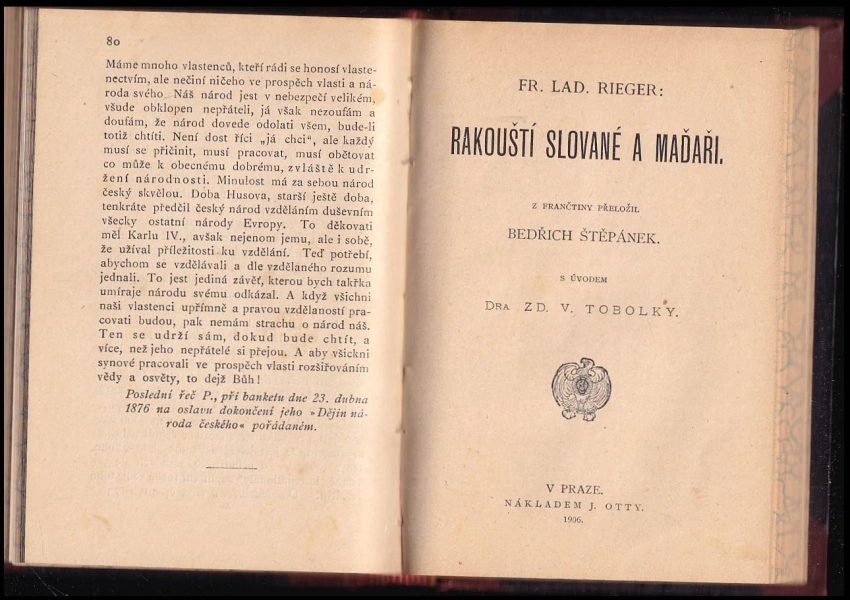 80
Máme mnoho vlastenců, kteří rádi se honosí vlaste-
nectvím, ale nečiní ničeho ve prospěch vlasti a ná-
roda svého. Náš národ jest v nebezpečí velikém,
všude obklopen nepřáteli, já však nezoufám a
doufám, že národ dovede odolati všem, bude-li
totiž chtíti. Není dost říci „já chci“, ale každý
musí se přičinit, musí pracovat, musí obětovat
co může k obecnému dobrému, zvláště k udr-
žení národnosti. Minulost má za sebou národ
český skvělou. Doba Husova, starší ještě doba,
tenkráte předčil český národ vzděláním duševním
všecky ostatní národy Evropy. To děkovati
měl Karlu IV., avšak nejenom jemu, ale i sobě,
že užíval příležitosti ku vzdělání. Teď potřebí,
abychom se vzdělávali a dle vzdělaného rozumu
jednali. To jest jediná závěť, kterou bych takřka
umíraje národu svému odkázal. A když všichni
naši vlastenci upřímně a pravou vzdělaností pra-
covati budou, pak nemám strachu o národ náš.
Ten se udrží sám, dokud bude chtít, a
více, než jeho nepřátelé si přejou. A aby všickni
synové pracovali ve prospěch vlasti rozšiřováním
vědy a osvěty, to dejž Bůh!
Poslední řeč P., při banketu dne 23. dubna
1876 na oslavu dokončení jeho »Dějin ná-
roda českého« pořádaném.
FR. LAD. RIEGER:
RAKOUŠTÍ SLOVANÉ A MAĎAŘI.
Z FRANČTINY PŘELOŽIL
BEDŘICH ŠTĚPÁNEK.
S ÚVODEM
DRA ZD. V. TOBOLKY.
V PRAZE.
NÁKLADEM J. OTTY.
1906.